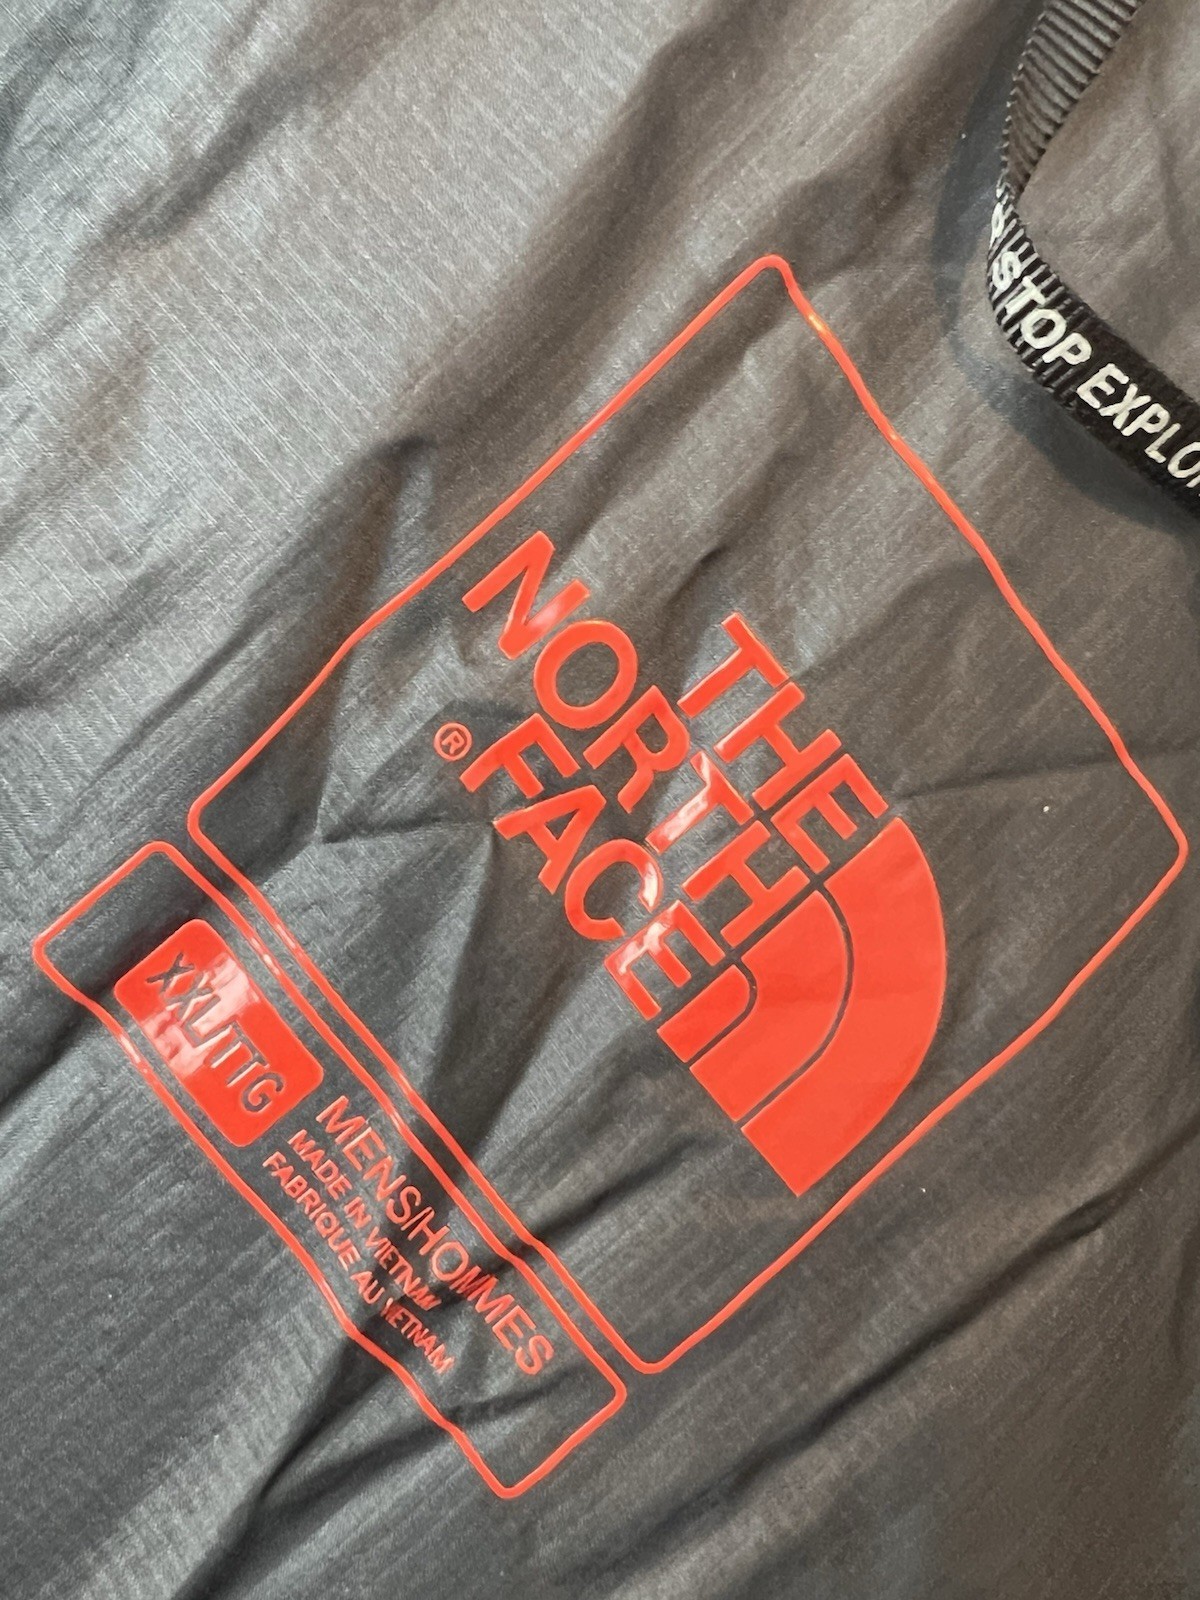 STOP EXPLO
THE
NORTH
FACE®
XXL/TTG
MENS/HOMMES
MADE IN VIETNAM
FABRIQUE AU VIETNAM